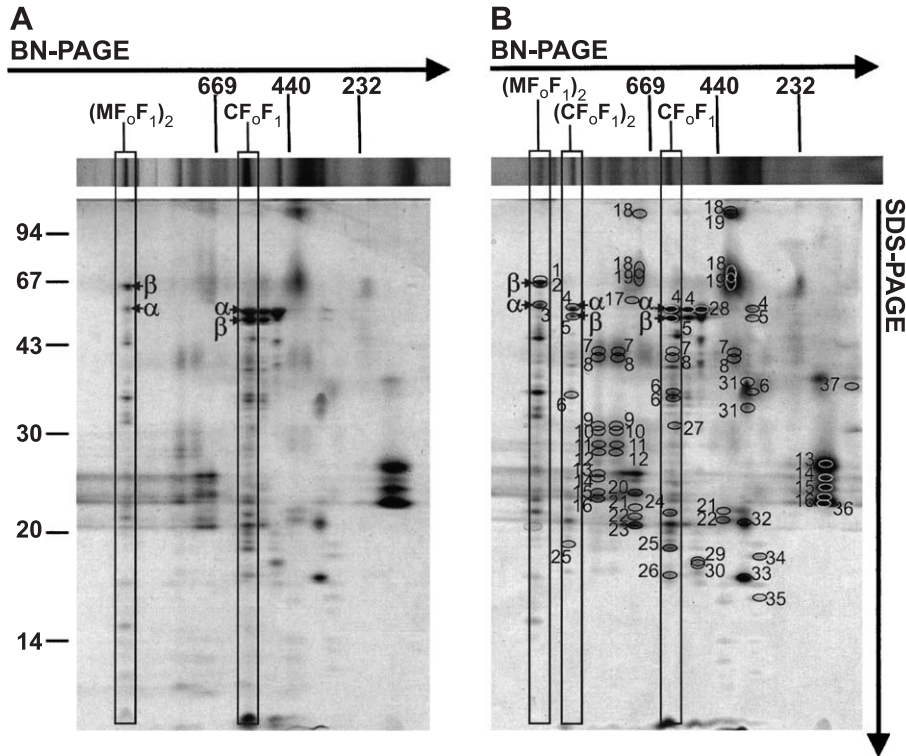 A
BN-PAGE
669 440 232
(MFoF1)2 CFoF1
94
67
43
30
20
14
β
α
α
β
B
BN-PAGE
(MFoF1)2 669 440 232
(CFoF1)2 CFoF1
SDS-PAGE
18 18
19
1 18 18
β 2 19 19
17
α 3 4 α α 4 4 28 4
5 β β 5 5
7 7 7 7
8 8 8 8
31 6 37
6 6
6 31
9 9
10 10 27
11 11
12 12 13
13 14
14 15
15 20 16
16 21 24 21 36
22 22 32
23
25 25 29 34
26 30 33
35